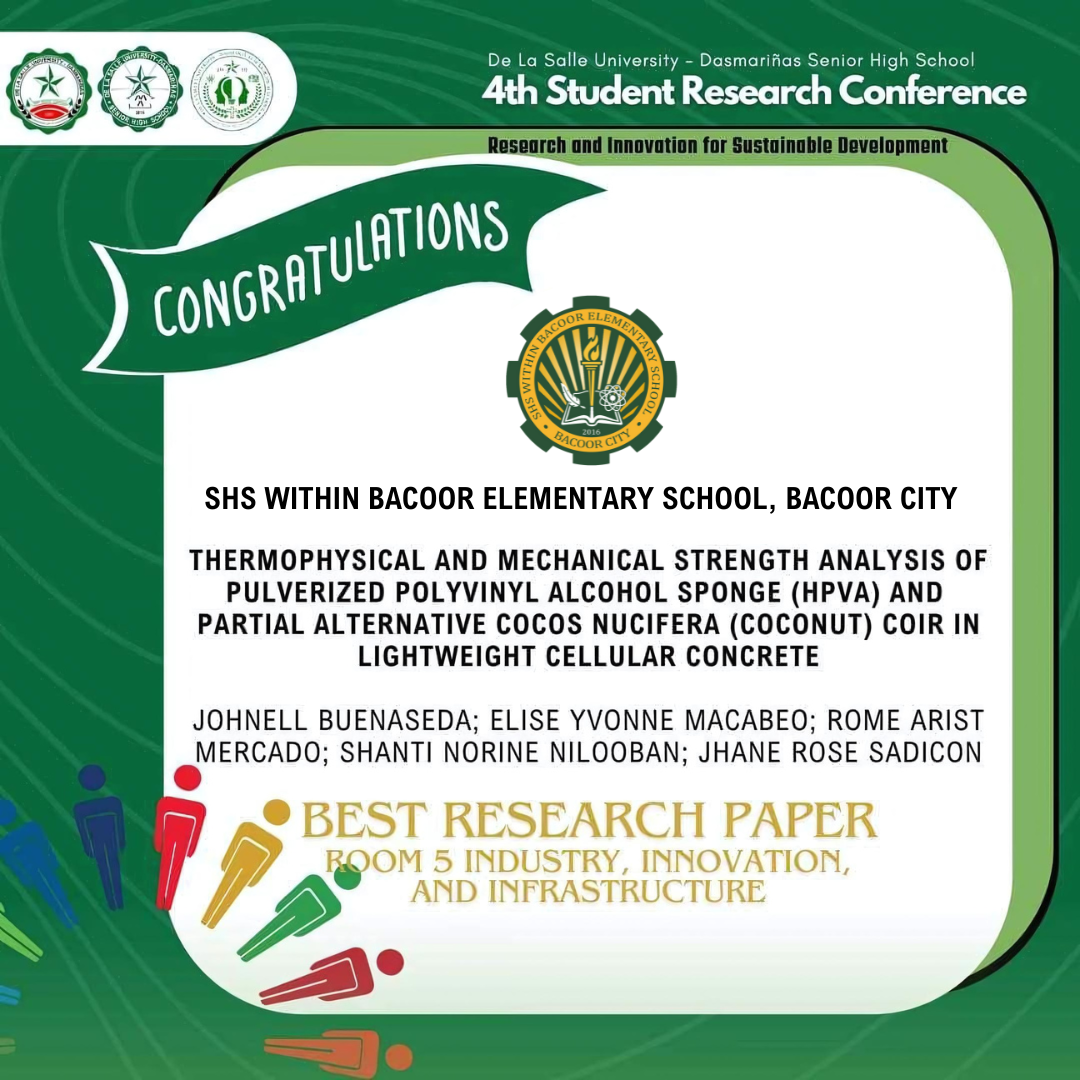 De La Salle University - Dasmariñas Senior High School
4th Student Research Conference
Research and Innovation for Sustainable Development
CONGRATULATIONS
SHS WITHIN BACOOR ELEMENTARY SCHOOL
2016
BACOOR CITY
SHS WITHIN BACOOR ELEMENTARY SCHOOL, BACOOR CITY
THERMOPHYSICAL AND MECHANICAL STRENGTH ANALYSIS OF
PULVERIZED POLYVINYL ALCOHOL SPONGE (HPVA) AND
PARTIAL ALTERNATIVE COCOS NUCIFERA (COCONUT) COIR IN
LIGHTWEIGHT CELLULAR CONCRETE
JOHNELL BUENASEDA; ELISE YVONNE MACABEO; ROME ARIST
MERCADO; SHANTI NORINE NILOOBAN; JHANE ROSE SADICON
BEST RESEARCH PAPER
ROOM 5 INDUSTRY, INNOVATION,
AND INFRASTRUCTURE